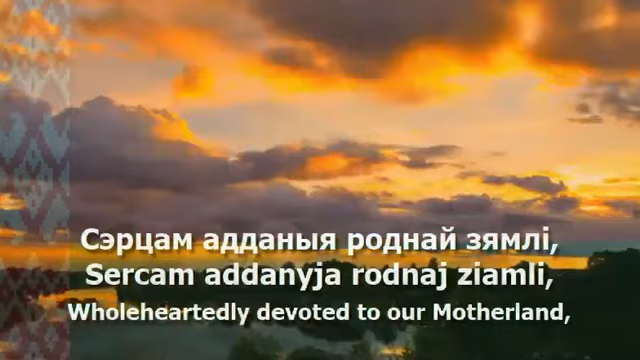 Сэрцам адданыя роднай зямлі,
Sercam addanyja rodnaj ziamli,
Wholeheartedly devoted to our Motherland,